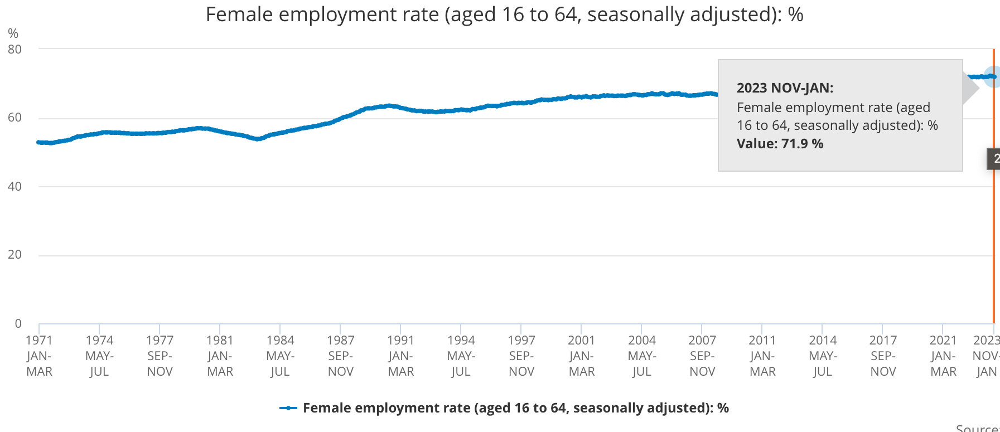 Female employment rate (aged 16 to 64, seasonally adjusted): %
%
80
60
40
20
0
2023 NOV-JAN:
Female employment rate (aged
16 to 64, seasonally adjusted): %
Value: 71.9 %
2
1971 JAN-MAR
1974 MAY-JUL
1977 SEP-NOV
1981 JAN-MAR
1984 MAY-JUL
1987 SEP-NOV
1991 JAN-MAR
1994 MAY-JUL
1997 SEP-NOV
2001 JAN-MAR
2004 MAY-JUL
2007 SEP-NOV
2011 JAN-MAR
2014 MAY-JUL
2017 SEP-NOV
2021 JAN-MAR
2023 NOV-JAN
Female employment rate (aged 16 to 64, seasonally adjusted): %
Source: